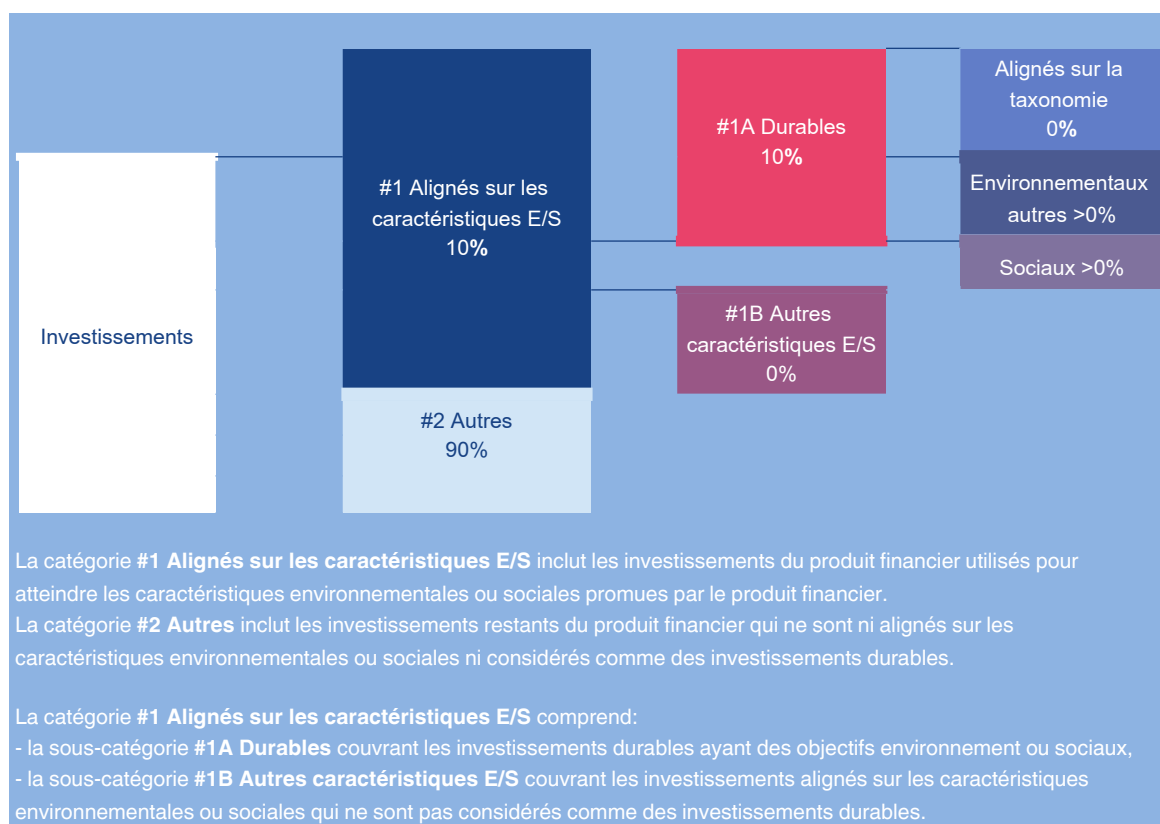 Investissements
#1 Alignés sur les
caractéristiques E/S
10%
#2 Autres
90%
#1A Durables
10%
#1B Autres
caractéristiques E/S
0%
Alignés sur la
taxonomie
0%
Environnementaux
autres >0%
Sociaux >0%
La catégorie #1 Alignés sur les caractéristiques E/S inclut les investissements du produit financier utilisés pour
atteindre les caractéristiques environnementales ou sociales promues par le produit financier.
La catégorie #2 Autres inclut les investissements restants du produit financier qui ne sont ni alignés sur les
caractéristiques environnementales ou sociales ni considérés comme des investissements durables.
La catégorie #1 Alignés sur les caractéristiques E/S comprend:
- la sous-catégorie #1A Durables couvrant les investissements durables ayant des objectifs environnement ou sociaux,
- la sous-catégorie #1B Autres caractéristiques E/S couvrant les investissements alignés sur les caractéristiques
environnementales ou sociales qui ne sont pas considérés comme des investissements durables.